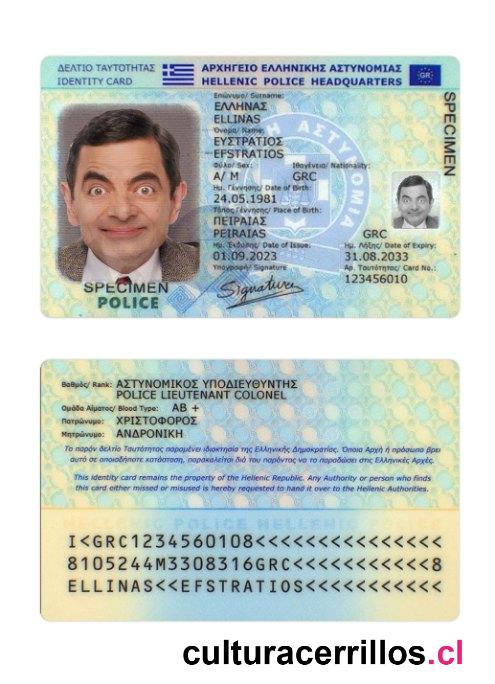 ΔΕΛΤΙΟ ΤΑΥΤΟΤΗΤΑΣ
IDENTITY CARD
ΑΡΧΗΓΕΙΟ ΕΛΛΗΝΙΚΗΣ ΑΣΤΥΝΟΜΙΑΣ
HELLENIC POLICE HEADQUARTERS
GR
Επώνυμο/ Surname:
ΕΛΛΗΝΑΣ
ELLINAS
Όνομα/ Name:
ΕΥΣΤΡΑΤΙΟΣ
EFSTRATIOS
Φύλο/ Sex: Ιθαγένεια/ Nationality:
Α/ M GRC
Ημ. Γέννησης/ Date of Birth:
24.05.1981
Τόπος Γέννησης/ Place of Birth:
ΠΕΙΡΑΙΑΣ
PEIRAIAS GRC
Ημ. Έκδοσης/ Date of Issue: Ημ. Λήξης/ Date of Expiry:
01.09.2023 31.08.2033
Υπογραφή/ Signature Αρ. Ταυτότητας/ Card No.:
Signature 123456010
SPECIMEN
ΑΣΤΥΝΟΜΙΑ
SPECIMEN
POLICE
Βαθμός/ Rank: ΑΣΤΥΝΟΜΙΚΟΣ ΥΠΟΔΙΕΥΘΥΝΤΗΣ
POLICE LIEUTENANT COLONEL
Ομάδα Αίματος/ Blood Type: AB +
Πατρώνυμο: ΧΡΙΣΤΟΦΟΡΟΣ
Μητρώνυμο: ΑΝΔΡΟΝΙΚΗ
Το παρόν δελτίο Ταυτότητας παραμένει ιδιοκτησία της Ελληνικής Δημοκρατίας. Όποια Αρχή ή πρόσωπο βρει
αυτό σε οποιαδήποτε κατάσταση, παρακαλείται διά του παρόντος να το παραδώσει στις Ελληνικές Αρχές.
This identity card remains the property of the Hellenic Republic. Any Authority or person who finds
this card either missed or misused is hereby requested to hand it over to the Hellenic Authorities.
POLICE HELLEN
I<GRC1234560108<<<<<<<<<<<<<<<
8105244M3308316GRC<<<<<<<<<<<8
ELLINAS<<EFSTRATIOS<<<<<<<<<<<
culturacerrillos.cl